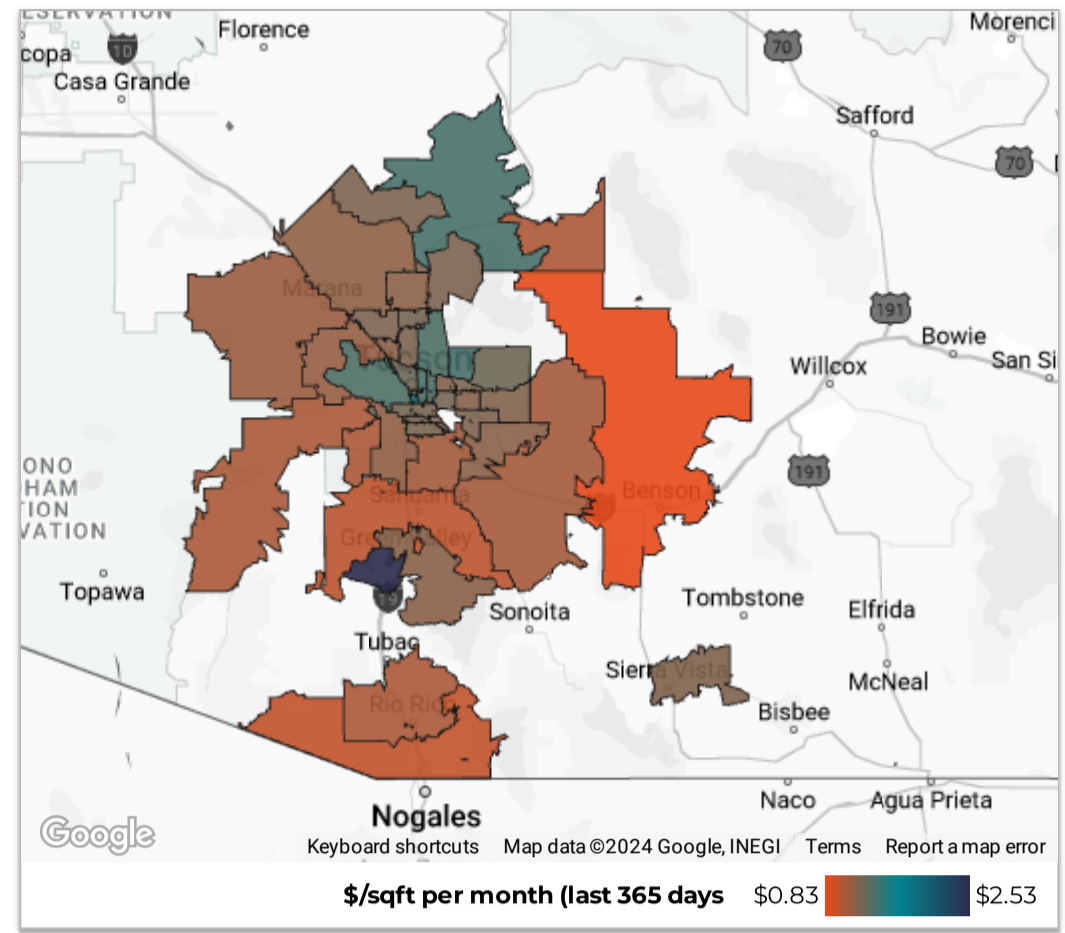 ESERVATION
Florence
Morenci
copa
10
70
Casa Grande
Safford
70
Marana
191
Bowie
Tucson
Willcox
San Si
ONO
HAM
TION
VATION
191
Benson
Sahuarita
Green Valley
Topawa
19
Sonoita
Tombstone
Elfrida
Tubac
Sierra Vista
McNeal
Rio Rico
Bisbee
Nogales
Naco
Agua Prieta
Google
Keyboard shortcuts Map data ©2024 Google, INEGI Terms Report a map error
$/sqft per month (last 365 days $0.83 $2.53